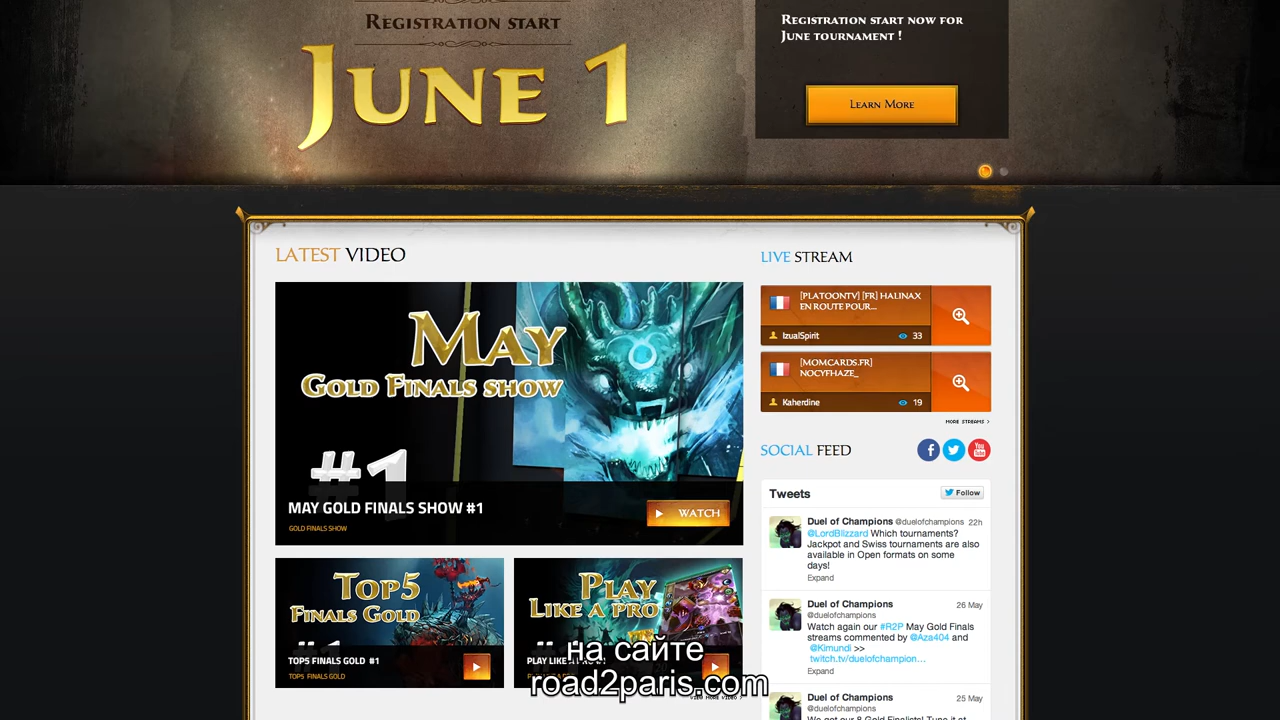 Registration start
June 1
Registration start now for
June tournament !
Learn More
LATEST VIDEO
May
Gold Finals show
#1
MAY GOLD FINALS SHOW #1
GOLD FINALS SHOW
WATCH
Top5
Finals Gold
#1
TOP5 FINALS GOLD #1
TOP5 FINALS GOLD
Play
Like a pro
PLAY LIKE
LIVE STREAM
[PLATOONTV] [FR] HALINAX
EN ROUTE POUR...
IzualSpirit 33
[MOMCARDS.FR]
NOCYFHAZE_
Kaherdine 19
MORE STREAMS >
SOCIAL FEED
f
You
Tube
Tweets
Follow
Duel of Champions @duelofchampions 22h
@LordBlizzard Which tournaments?
Jackpot and Swiss tournaments are also
available in Open formats on some
days!
Expand
Duel of Champions 26 May
@duelofchampions
Watch again our #R2P May Gold Finals
streams commented by @Aza404 and
@Kimundi >>
twitch.tv/duelofchampion...
Expand
Duel of Champions 25 May
@duelofchampions
на сайте
road2paris.com